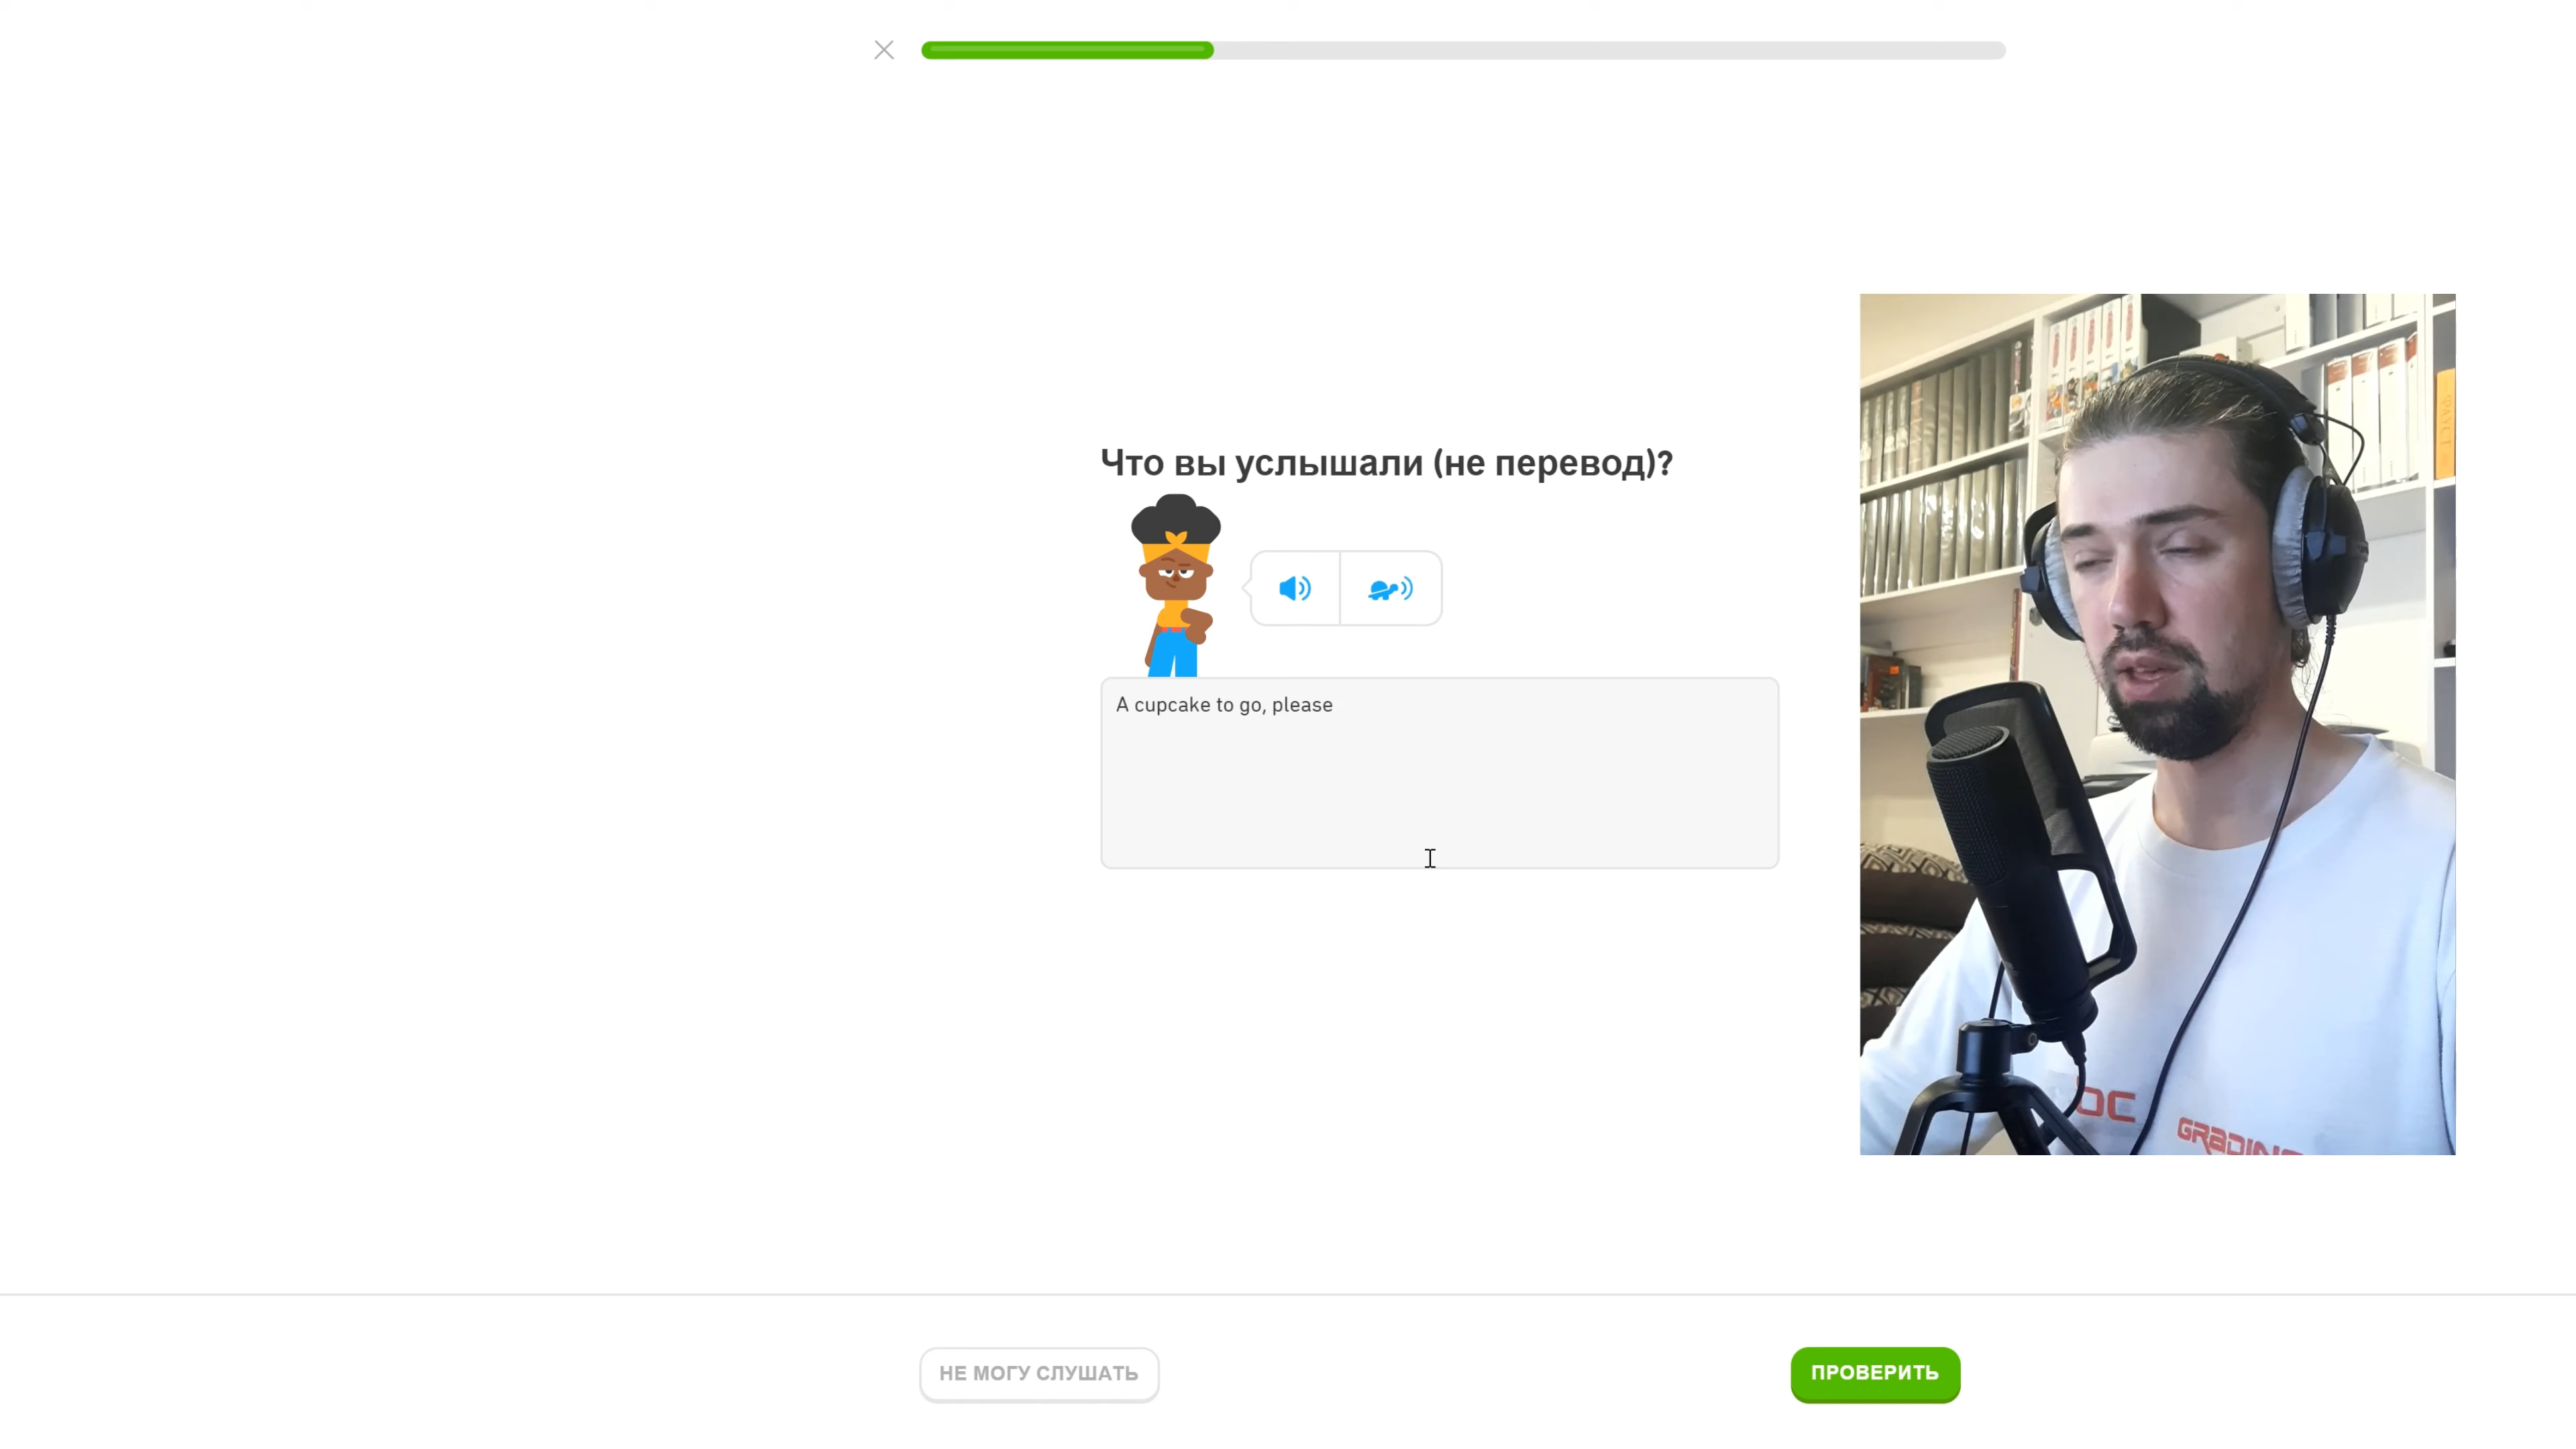 Что вы услышали (не перевод)?
A cupcake to go, please
НЕ МОГУ СЛУШАТЬ
ПРОВЕРИТЬ